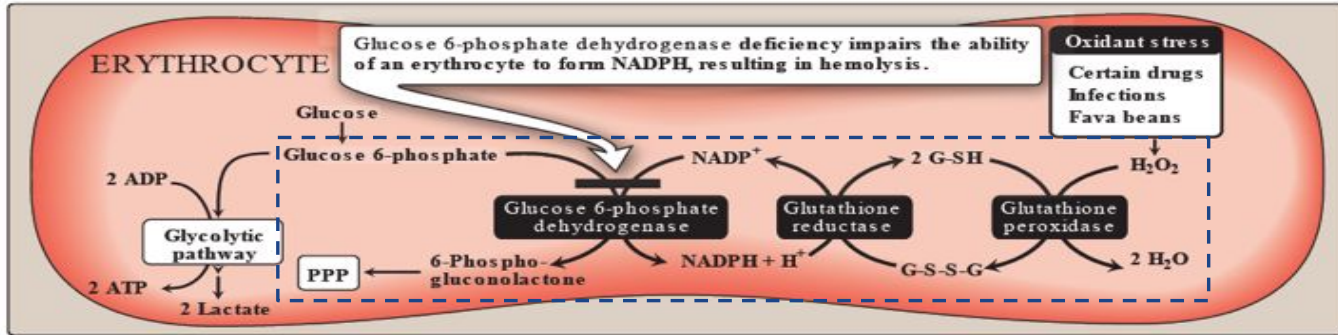 Glucose 6-phosphate dehydrogenase deficiency impairs the ability
of an erythrocyte to form NADPH, resulting in hemolysis.
ERYTHROCYTE
Oxidant stress
Certain drugs
Infections
Fava beans
Glucose
Glucose 6-phosphate
NADP⁺
2 G-SH
H₂O₂
2 ADP
Glycolytic
pathway
Glucose 6-phosphate
dehydrogenase
Glutathione
reductase
Glutathione
peroxidase
2 ATP
2 Lactate
PPP
6-Phospho-
gluconolactone
NADPH + H⁺
G-S-S-G
2 H₂O